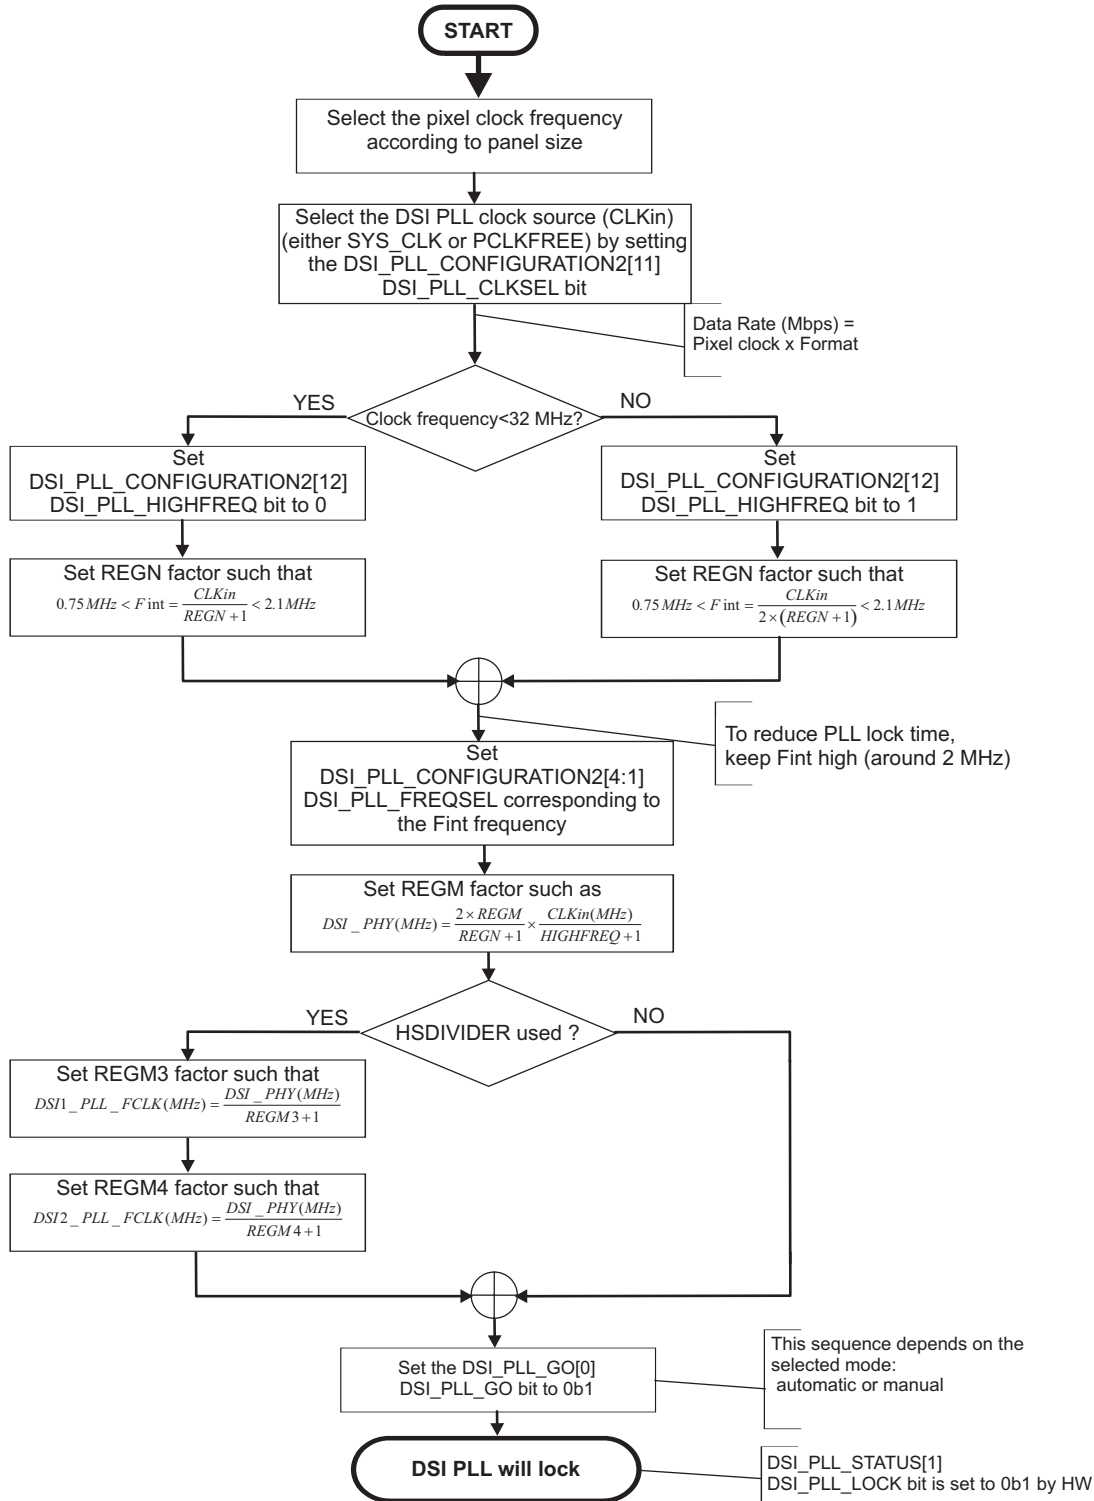 START
Select the pixel clock frequency
according to panel size
Select the DSI PLL clock source (CLKin)
(either SYS_CLK or PCLKFREE) by setting
the DSI_PLL_CONFIGURATION2[11]
DSI_PLL_CLKSEL bit
Data Rate (Mbps) =
Pixel clock x Format
YES
Clock frequency<32 MHz?
NO
Set
DSI_PLL_CONFIGURATION2[12]
DSI_PLL_HIGHFREQ bit to 0
Set
DSI_PLL_CONFIGURATION2[12]
DSI_PLL_HIGHFREQ bit to 1
Set REGN factor such that
0.75 MHz < F int = CLKin / REGN + 1 < 2.1 MHz
Set REGN factor such that
0.75 MHz < F int = CLKin / 2 × (REGN + 1) < 2.1 MHz
To reduce PLL lock time,
keep Fint high (around 2 MHz)
Set
DSI_PLL_CONFIGURATION2[4:1]
DSI_PLL_FREQSEL corresponding to
the Fint frequency
Set REGM factor such as
DSI_PHY(MHz) = 2 × REGM / REGN + 1 × CLKin(MHz) / HIGHFREQ + 1
YES
HSDIVIDER used ?
NO
Set REGM3 factor such that
DSI1_PLL_FCLK(MHz) = DSI_PHY(MHz) / REGM3 + 1
Set REGM4 factor such that
DSI2_PLL_FCLK(MHz) = DSI_PHY(MHz) / REGM4 + 1
Set the DSI_PLL_GO[0]
DSI_PLL_GO bit to 0b1
This sequence depends on the
selected mode:
automatic or manual
DSI PLL will lock
DSI_PLL_STATUS[1]
DSI_PLL_LOCK bit is set to 0b1 by HW